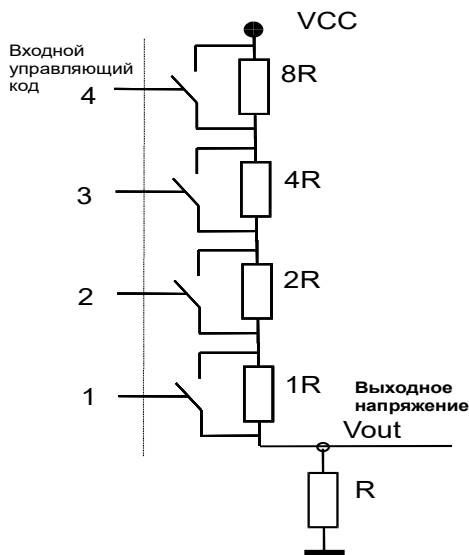 VCC
Входной
управляющий
код
8R
4
4R
3
2R
2
1R
1
Выходное
напряжение
Vout
R